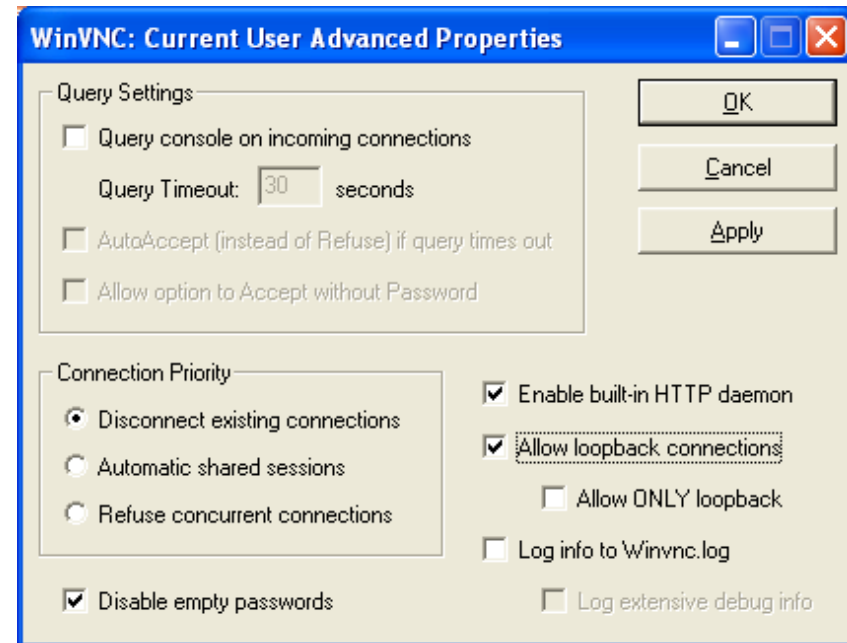 WinVNC: Current User Advanced Properties
Query Settings
Query console on incoming connections
Query Timeout: 30 seconds
AutoAccept (instead of Refuse) if query times out
Allow option to Accept without Password
OK
Cancel
Apply
Connection Priority
Disconnect existing connections
Automatic shared sessions
Refuse concurrent connections
Disable empty passwords
Enable built-in HTTP daemon
Allow loopback connections
Allow ONLY loopback
Log info to Winvnc.log
Log extensive debug info